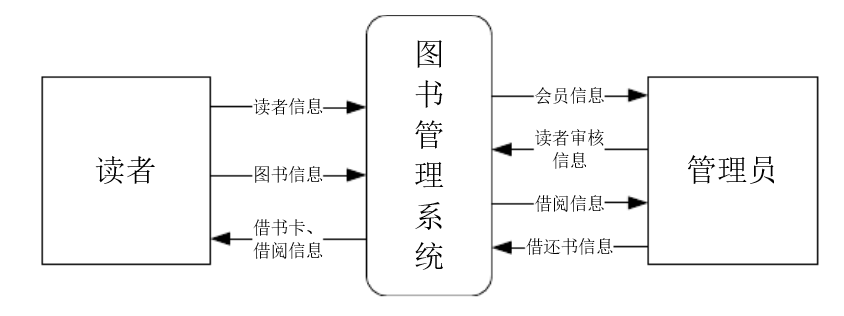 读者
读者信息
图书信息
借书卡、
借阅信息
图书管理系统
会员信息
读者审核
信息
借阅信息
借还书信息
管理员